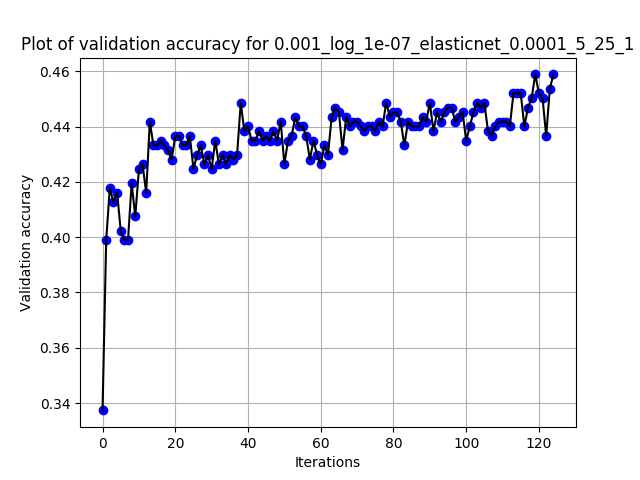 Plot of validation accuracy for 0.001_log_1e-07_elasticnet_0.0001_5_25_1
0.46
0.44
0.42
0.40
0.38
0.36
0.34
Validation accuracy
0 20 40 60 80 100 120
Iterations